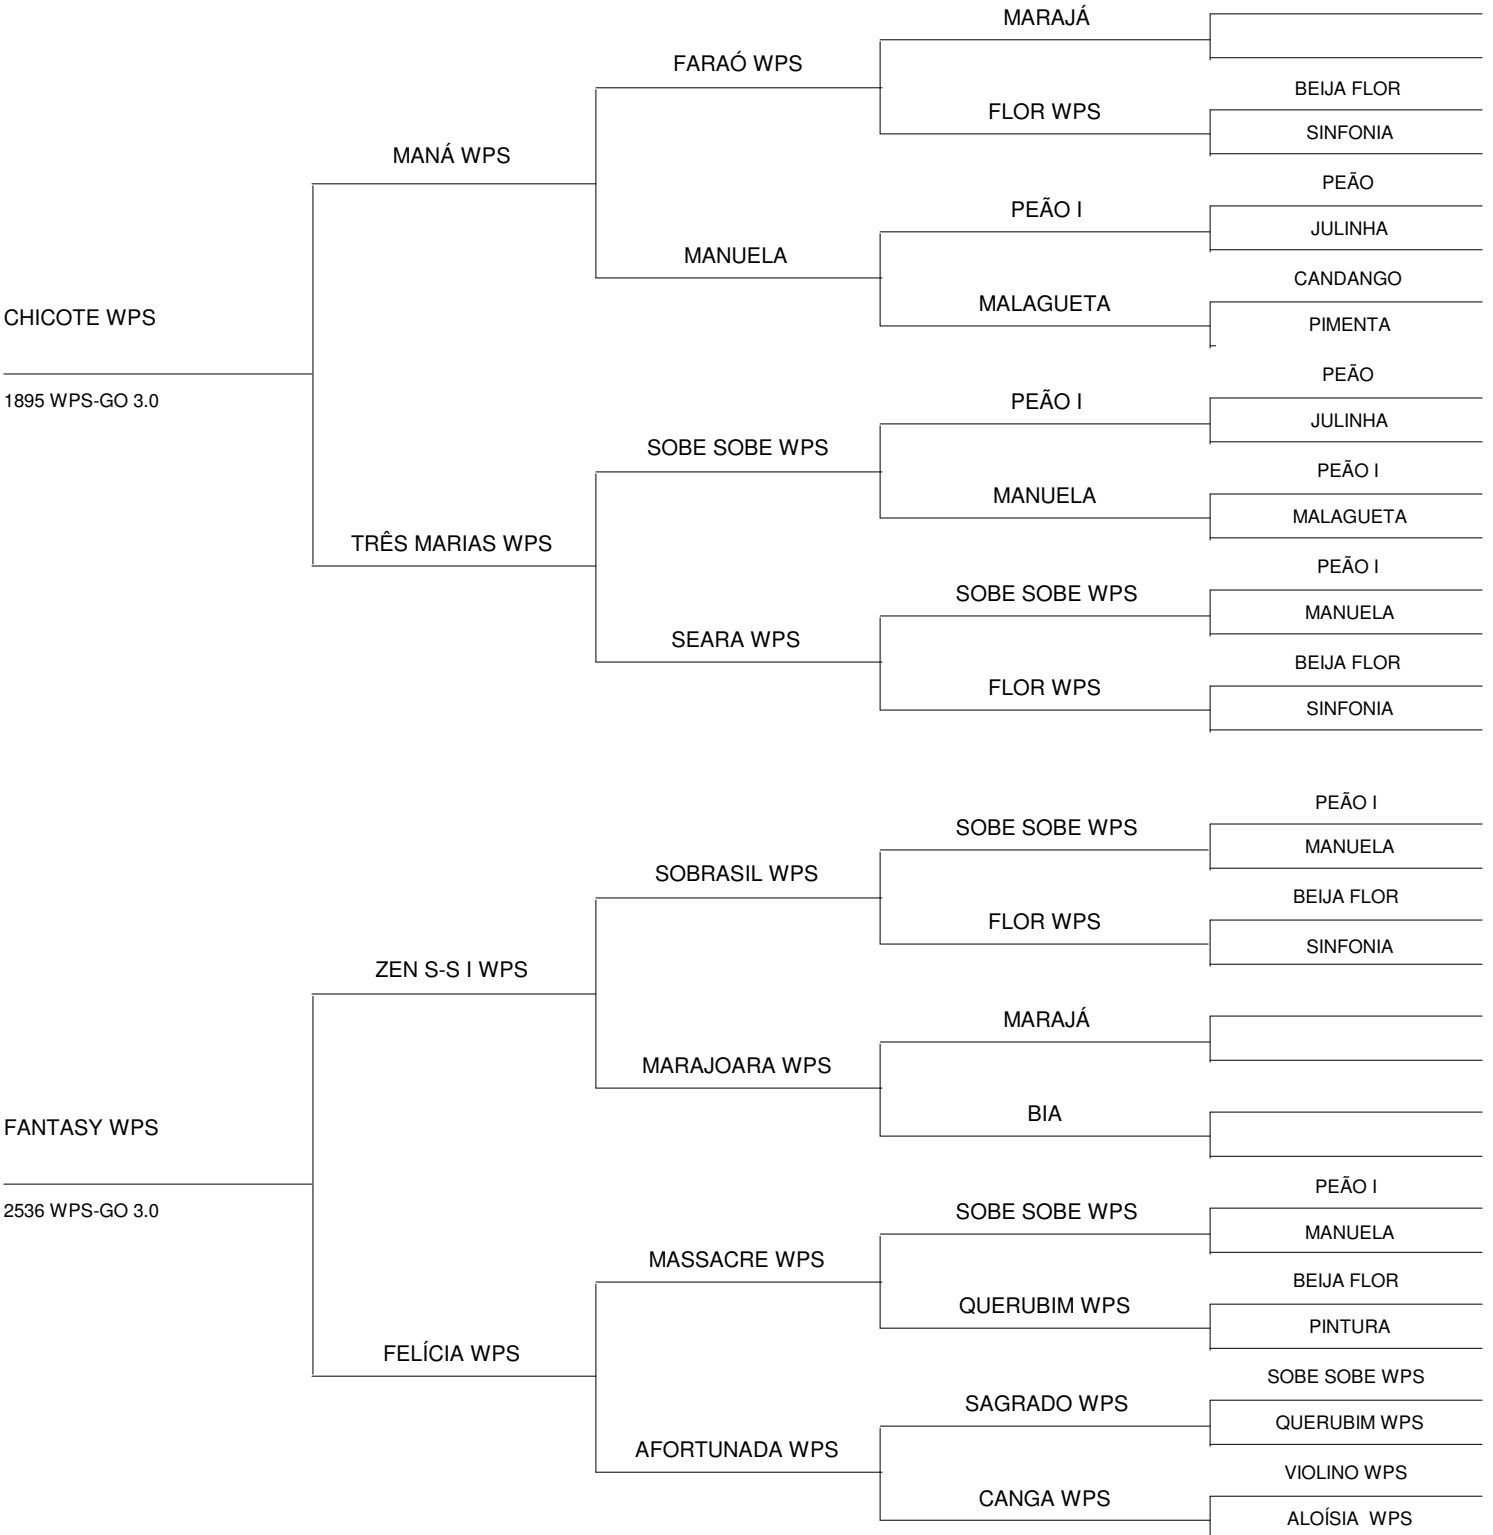 MARAJÁ
FARAÓ WPS
BEIJA FLOR
FLOR WPS
SINFONIA
MANÁ WPS
PEÃO
PEÃO I
JULINHA
MANUELA
CANDANGO
MALAGUETA
PIMENTA
CHICOTE WPS
1895 WPS-GO 3.0
PEÃO
PEÃO I
JULINHA
SOBE SOBE WPS
PEÃO I
MANUELA
MALAGUETA
TRÊS MARIAS WPS
PEÃO I
SOBE SOBE WPS
MANUELA
SEARA WPS
BEIJA FLOR
FLOR WPS
SINFONIA
PEÃO I
SOBE SOBE WPS
MANUELA
SOBRASIL WPS
BEIJA FLOR
FLOR WPS
SINFONIA
ZEN S-S I WPS
MARAJÁ
MARAJOARA WPS
BIA
FANTASY WPS
2536 WPS-GO 3.0
PEÃO I
SOBE SOBE WPS
MANUELA
MASSACRE WPS
BEIJA FLOR
QUERUBIM WPS
PINTURA
FELÍCIA WPS
SOBE SOBE WPS
SAGRADO WPS
QUERUBIM WPS
AFORTUNADA WPS
VIOLINO WPS
CANGA WPS
ALOÍSIA WPS